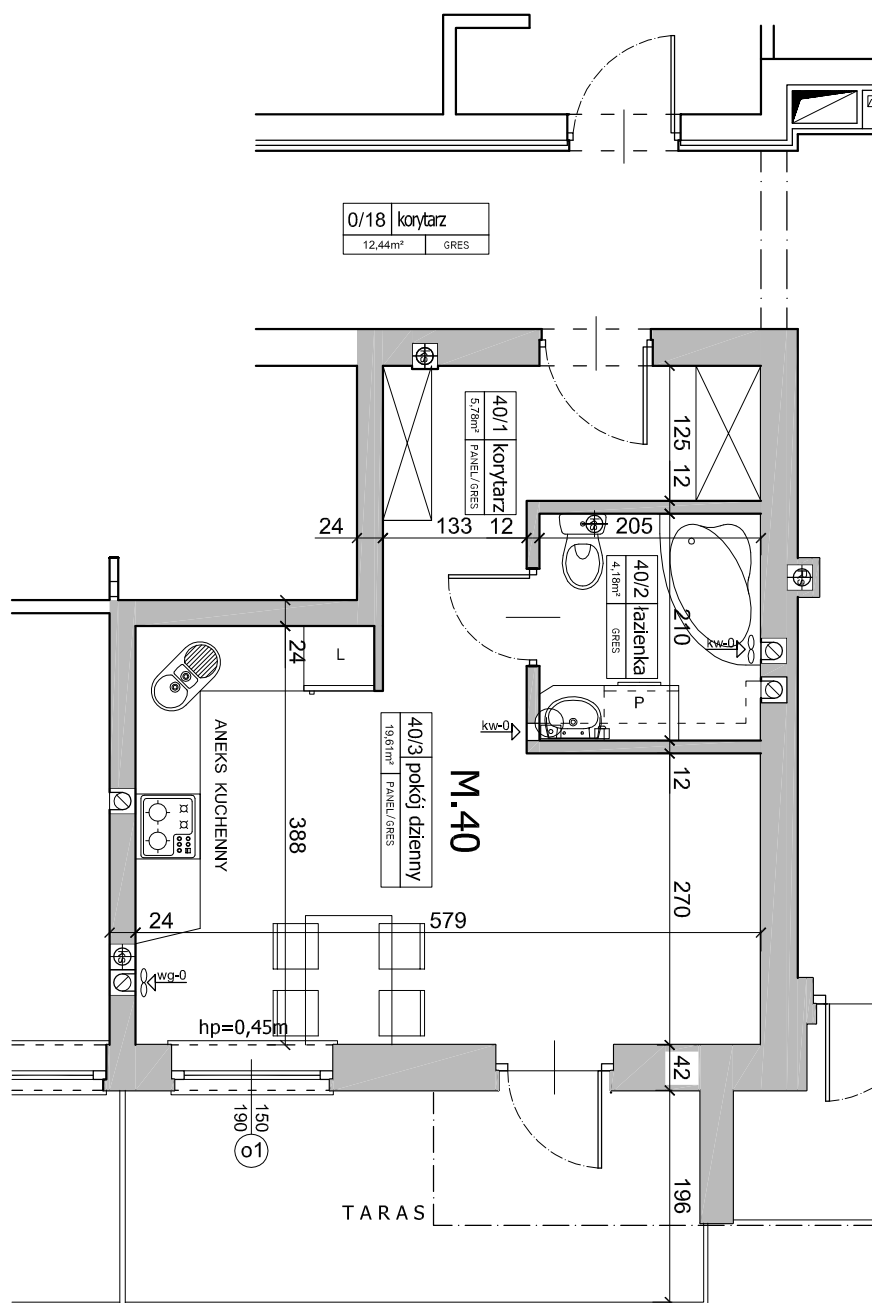 0/18 korytarz
12,44m² GRES
40/1 korytarz
5,78m² PANEL/GRES
125
12
24
133
12
205
40/2 łazienka
4,18m² GRES
210
kw-0
24
L
P
kw-0
ANEKS KUCHENNY
40/3 pokój dzienny
19,61m² PANEL/GRES
M.40
12
388
270
24
579
wg-0
hp=0,45m
42
150
190
o1
TARAS
196